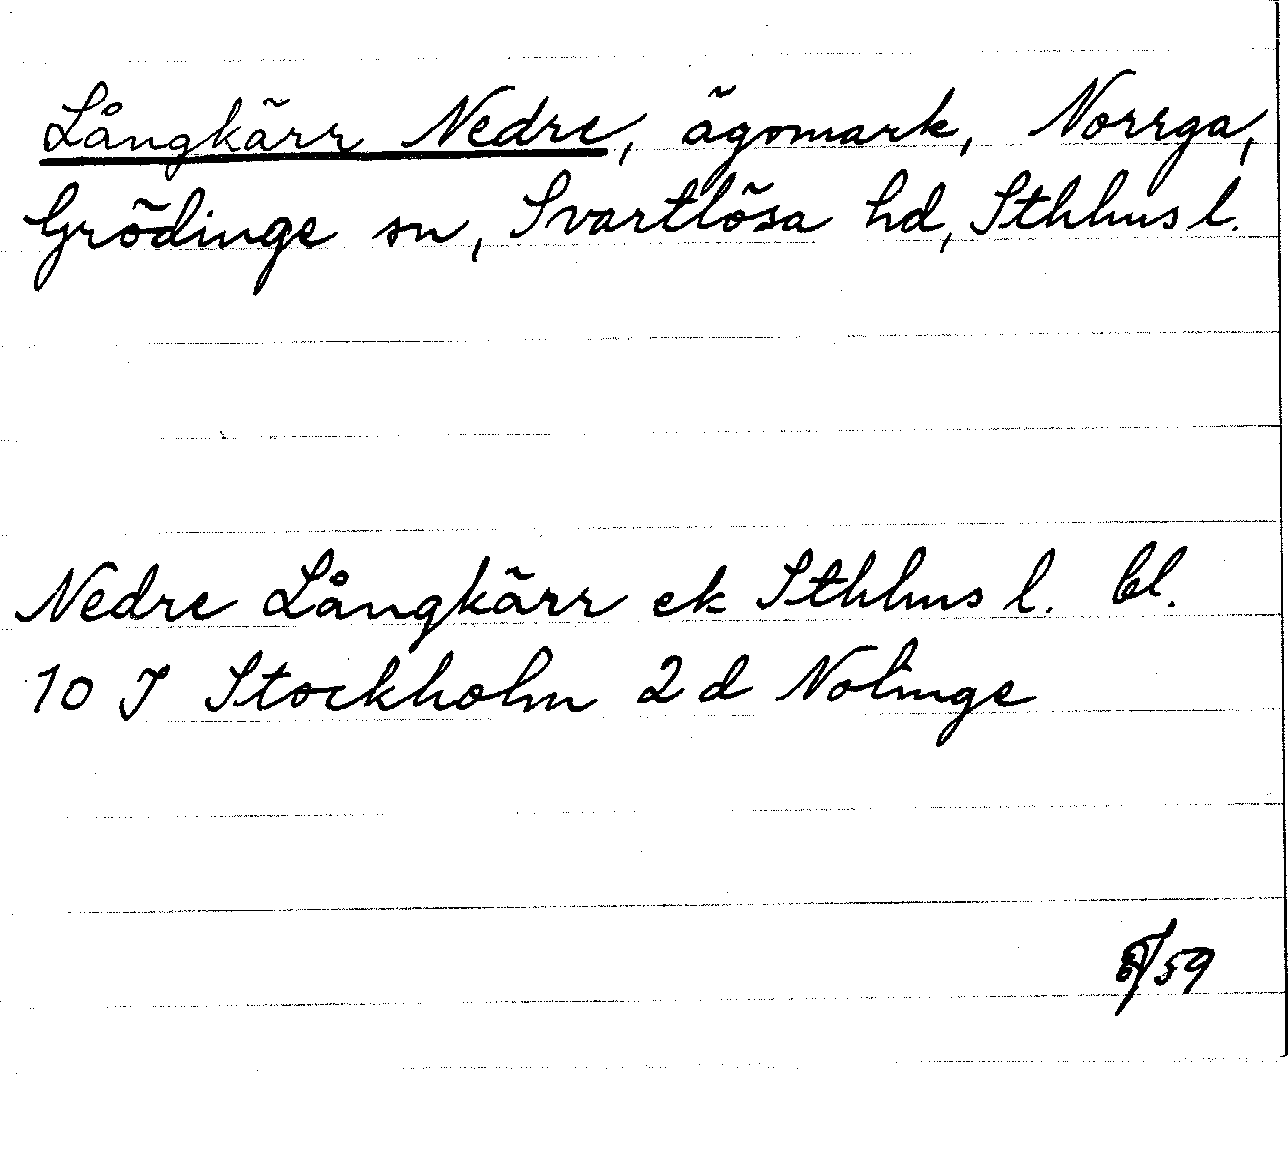 Långkärr Nedre, ägomark, Norrga,
Grödinge sn, Svartlösa hd, Sthlms l.
Nedre Långkärr ek Sthlms l. bl.
10 J Stockholm 2 d Nolinge
/59